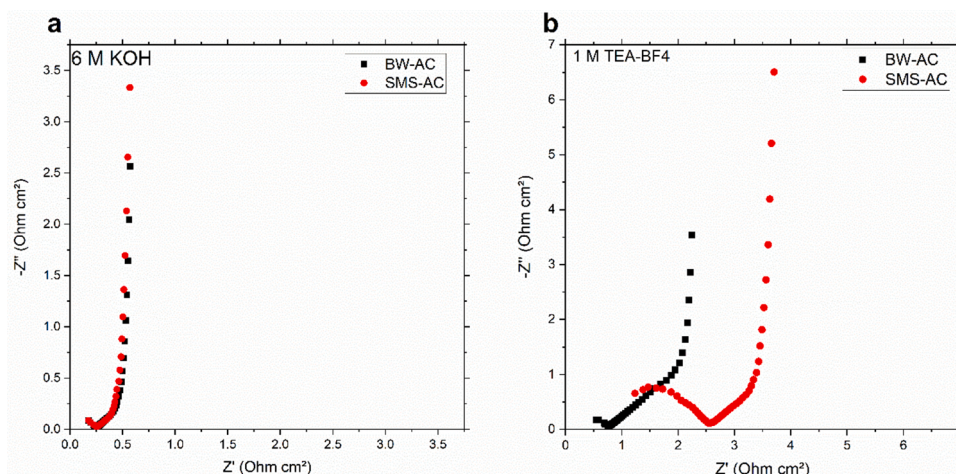 a
6 M KOH
BW-AC
SMS-AC
3.5
3.0
2.5
2.0
1.5
1.0
0.5
0.0
-Z'' (Ohm cm²)
0.0 0.5 1.0 1.5 2.0 2.5 3.0 3.5
Z' (Ohm cm²)
b
1 M TEA-BF4
BW-AC
SMS-AC
7
6
5
4
3
2
1
0
-Z'' (Ohm cm²)
0 1 2 3 4 5 6
Z' (Ohm cm²)